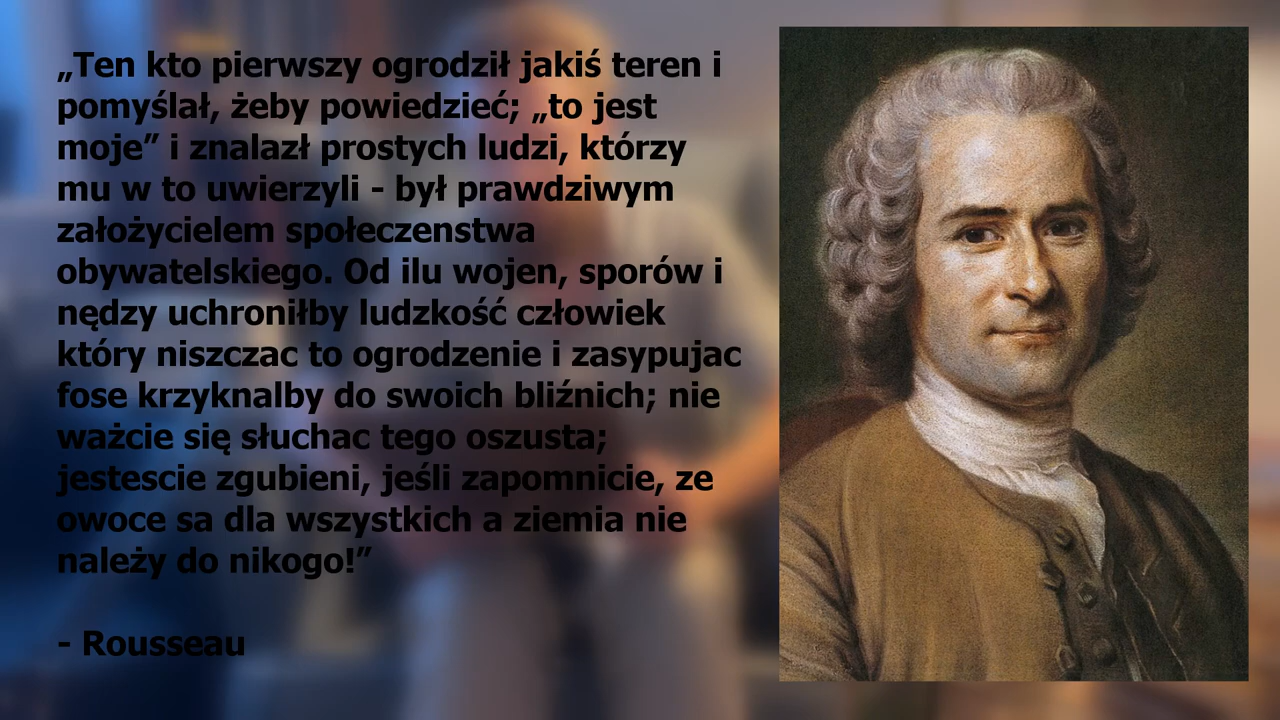 „Ten kto pierwszy ogrodził jakiś teren i
pomyślał, żeby powiedzieć; „to jest
moje” i znalazł prostych ludzi, którzy
mu w to uwierzyli - był prawdziwym
założycielem społeczenstwa
obywatelskiego. Od ilu wojen, sporów i
nędzy uchroniłby ludzkość człowiek
który niszczac to ogrodzenie i zasypujac
fose krzyknalby do swoich bliźnich; nie
ważcie się słuchac tego oszusta;
jestescie zgubieni, jeśli zapomnicie, ze
owoce sa dla wszystkich a ziemia nie
należy do nikogo!”
- Rousseau